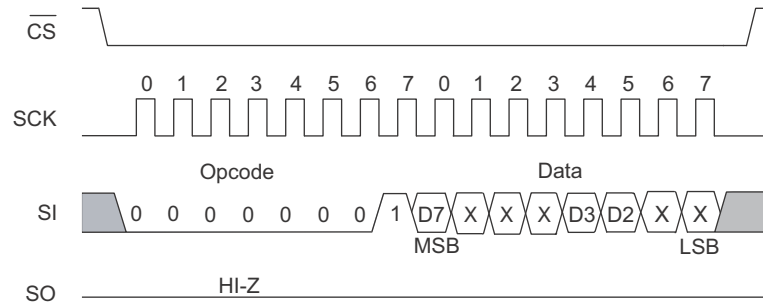 CS
0 1 2 3 4 5 6 7 0 1 2 3 4 5 6 7
SCK
Opcode Data
SI 0 0 0 0 0 0 0 1 D7 X X X D3 D2 X X
MSB LSB
HI-Z
SO